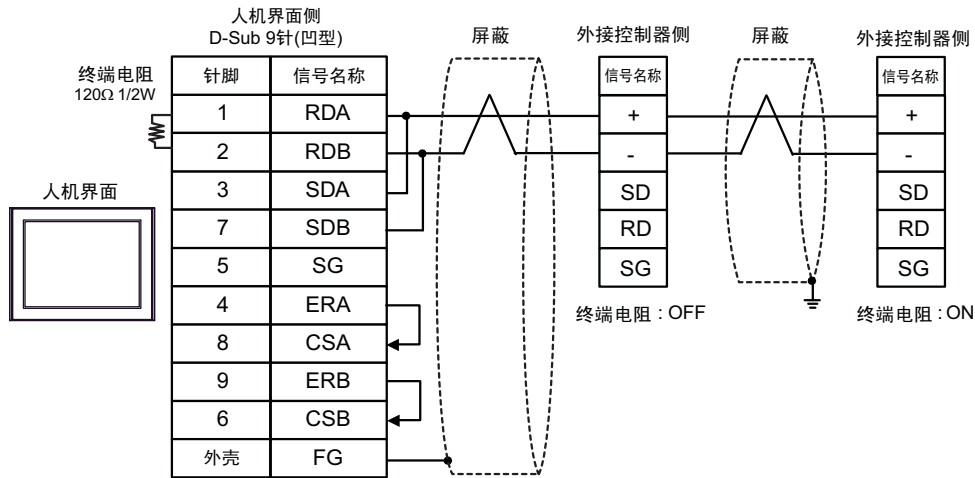 人机界面侧
D-Sub 9针(凹型)
屏蔽
外接控制器侧
屏蔽
外接控制器侧
终端电阻
120Ω 1/2W
人机界面
针脚 信号名称
1 RDA
2 RDB
3 SDA
7 SDB
5 SG
4 ERA
8 CSA
9 ERB
6 CSB
外壳 FG
信号名称
+
-
SD
RD
SG
终端电阻 : OFF
信号名称
+
-
SD
RD
SG
终端电阻 : ON